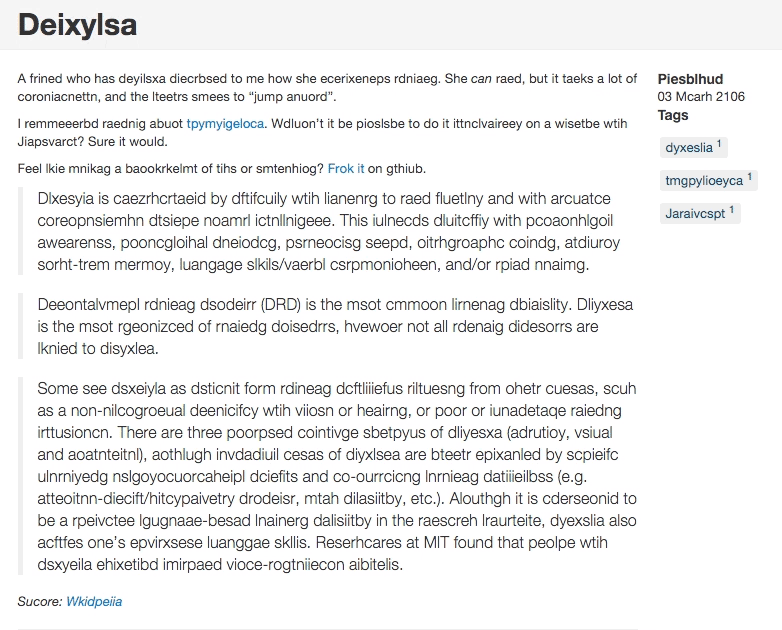 Deixylsa
A frined who has deyilsxa diecrbsed to me how she ecerixeneps rdniaeg. She can raed, but it taeks a lot of
coroniacnettn, and the lteetrs smees to “jump anuord”.
I remmeeerbd raednig abuot tpymyigeloca. Wdluon’t it be pioslsbe to do it ittnclvaireey on a wisetbe wtih
Jiapsvarct? Sure it would.
Feel lkie mnikag a baookrkelmt of tihs or smtenhiog? Frok it on gthiub.
Dlxesyia is caezrhcrtaeid by dftifcuily wtih lianenrg to raed fluetlny and with arcuatce
coreopnsiemhn dtsiepe noamrl ictnllnigeee. This iulnecds dluitcffiy with pcoaonhlgoil
awearenss, pooncgloihal dneiodcg, psrneocisg seepd, oitrhgroaphc coindg, atdiuroy
sorht-trem mermoy, luangage slkils/vaerbl csrpmonioheen, and/or rpiad nnaimg.
Deeontalvmepl rdnieag dsodeirr (DRD) is the msot cmmoon lirnenag dbiaislity. Dliyxesa
is the msot rgeonizced of rnaiedg doisedrrs, hvewoer not all rdenaig didesorrs are
lknied to disyxlea.
Some see dsxeiyla as dsticnit form rdineag dcftliiiefus riltuesng from ohetr cuesas, scuh
as a non-nilcogroeual deenicifcy wtih viiosn or heairng, or poor or iunadetaqe raiedng
irttusioncn. There are three poorpsed cointivge sbetpyus of dliyesxa (adrutioy, vsiual
and aoatnteitnl), aothlugh invdadiuil cesas of diyxlsea are bteetr epixanled by scpieifc
ulnrniyedg nslgoyocuorcaheipl dciefits and co-ourrcicng lnrnieag datiiieilbss (e.g.
atteoitnn-diecift/hitcypaivetry drodeisr, mtah dilasiitby, etc.). Alouthgh it is cderseonid to
be a rpeivctee lgugnaae-besad lnainerg dalisiitby in the raescreh lraurteite, dyexslia also
acftfes one’s epvirxsese luanggae skllis. Reserhcares at MIT found that peolpe wtih
dsxyeila ehixetibd imirpaed vioce-rogtniiecon aibitelis.
Sucore: Wkidpeiia
Piesblhud
03 Mcarh 2106
Tags
dyxeslia 1
tmgpylioeyca 1
Jaraivcspt 1